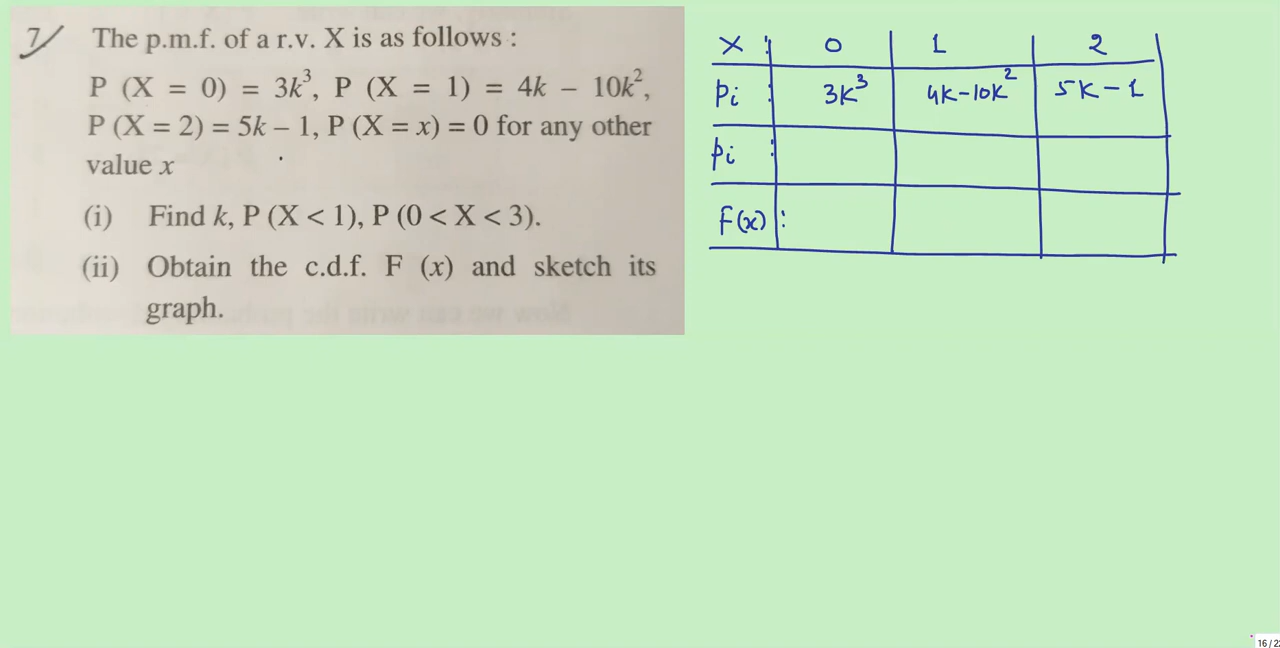 7 The p.m.f. of a r.v. X is as follows :
P (X = 0) = 3k³, P (X = 1) = 4k – 10k²,
P (X = 2) = 5k – 1, P (X = x) = 0 for any other
value x
(i) Find k, P (X < 1), P (0 < X < 3).
(ii) Obtain the c.d.f. F (x) and sketch its
graph.
X : 0 1 2
Pi : 3K³ 4K-10K² 5K-1
Pi :
F(x) :
16 / 22